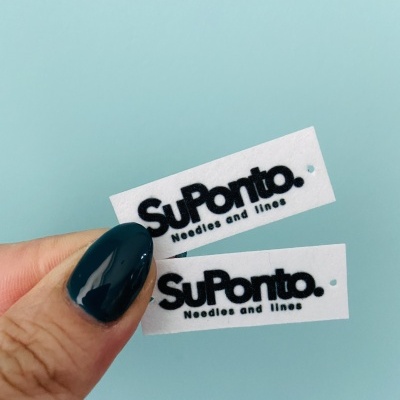 SuPonto.
Needles and lines
SuPonto.
Needles and lines